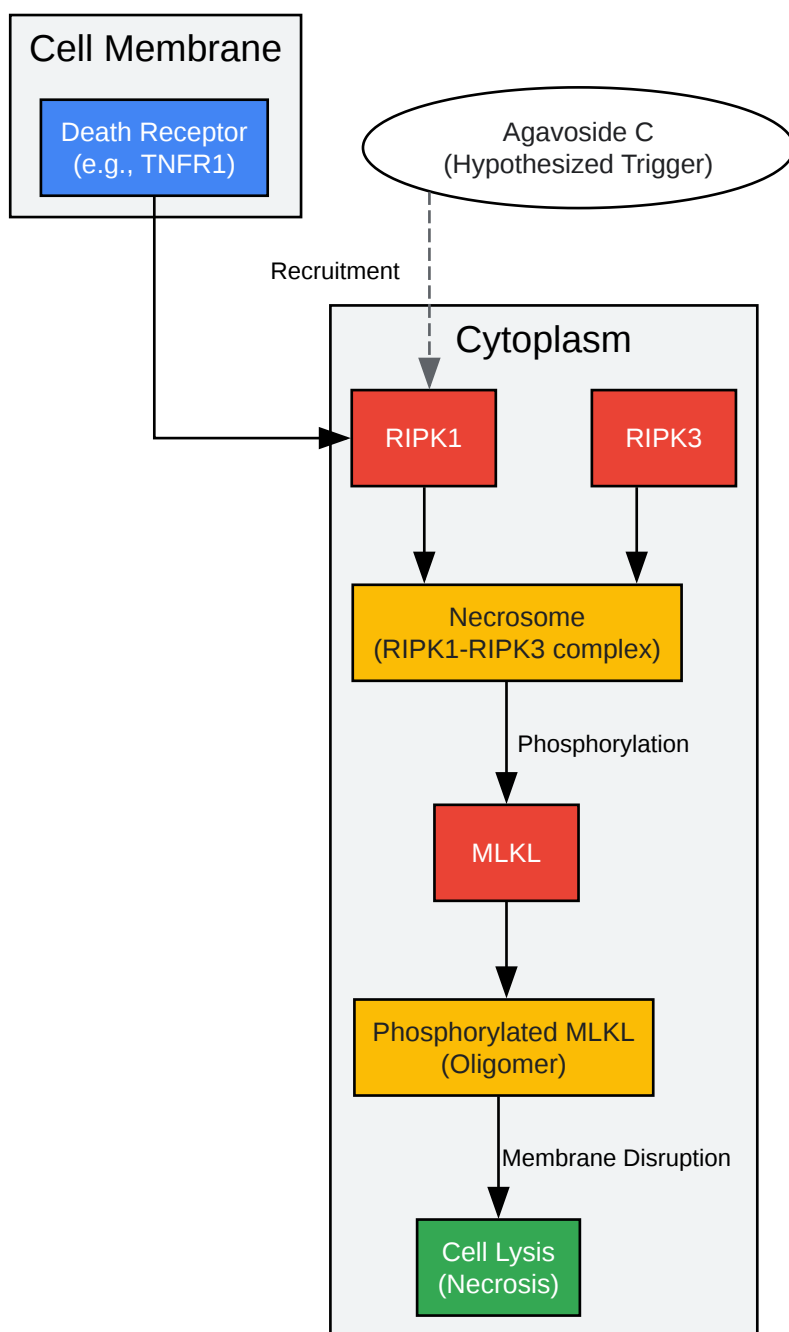 Cell Membrane
Death Receptor
(e.g., TNFR1)
Agavoside C
(Hypothesized Trigger)
Recruitment
Cytoplasm
RIPK1
RIPK3
Necrosome
(RIPK1-RIPK3 complex)
Phosphorylation
MLKL
Phosphorylated MLKL
(Oligomer)
Membrane Disruption
Cell Lysis
(Necrosis)